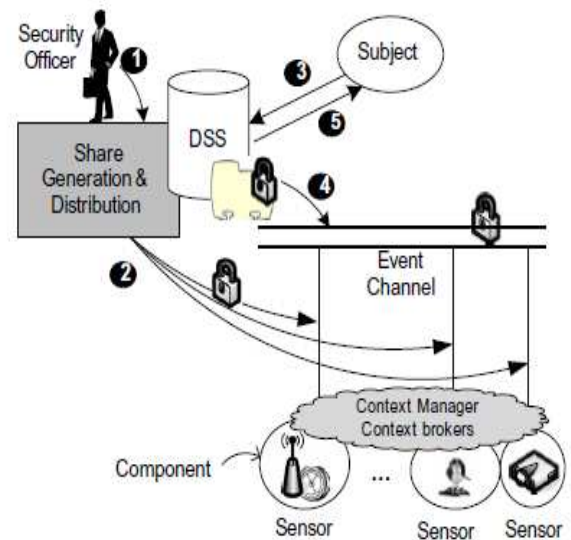 Security
Officer
1
3
Subject
DSS
5
Share
Generation &
Distribution
4
2
Event
Channel
Context Manager
Context brokers
Component
...
Sensor
Sensor
Sensor